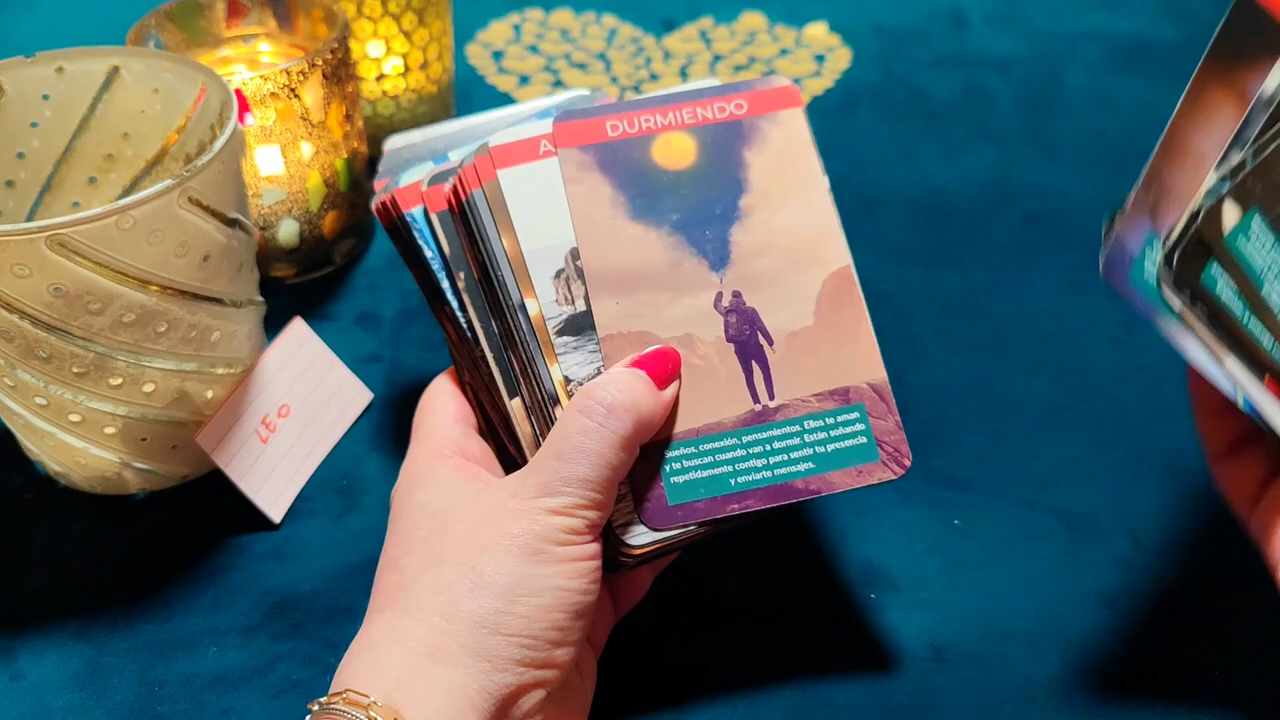 DURMIENDO
A
LEO
Sueños, conexión, pensamientos. Ellos te aman
y te buscan cuando van a dormir. Están soñando
repetidamente contigo para sentir tu presencia
y enviarte mensajes.